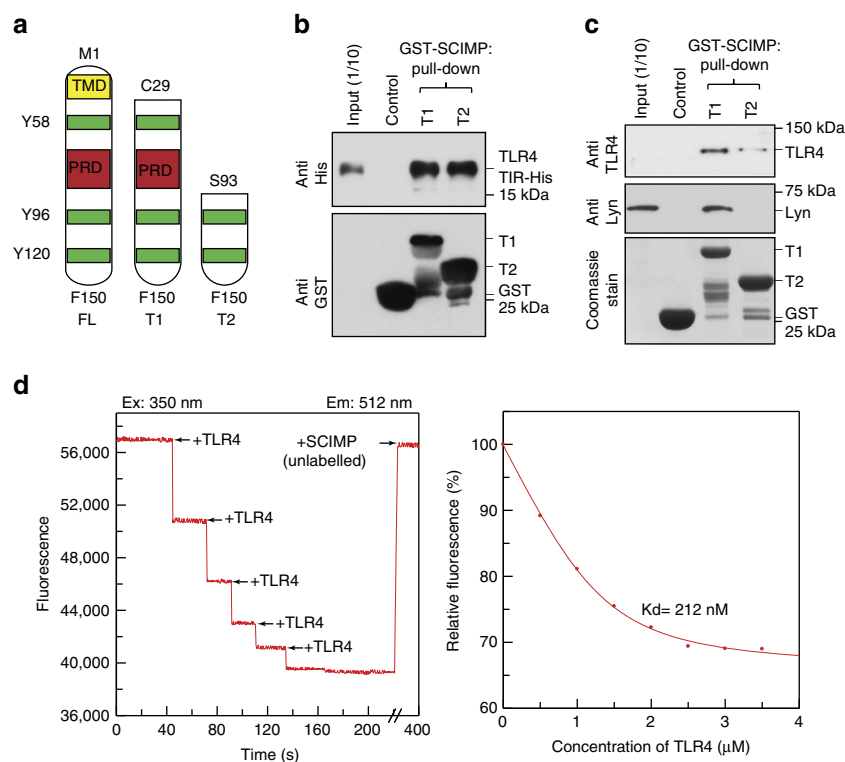 a
M1
TMD
C29
Y58
PRD
PRD
S93
Y96
Y120
F150
F150
F150
FL
T1
T2
b
GST-SCIMP:
pull-down
Input (1/10)
Control
T1
T2
Anti
His
TLR4
TIR-His
15 kDa
Anti
GST
T1
T2
GST
25 kDa
c
GST-SCIMP:
pull-down
Input (1/10)
Control
T1
T2
150 kDa
Anti
TLR4
TLR4
75 kDa
Anti
Lyn
Lyn
Coomassie
stain
T1
T2
GST
25 kDa
d
Ex: 350 nm
Em: 512 nm
Fluorescence
56,000
52,000
48,000
44,000
40,000
36,000
+TLR4
+TLR4
+TLR4
+TLR4
+TLR4
+SCIMP
(unlabelled)
0
40
80
120
160
200
400
Time (s)
Relative fluorescence (%)
100
90
80
70
60
Kd= 212 nM
0
1
2
3
4
Concentration of TLR4 (μM)